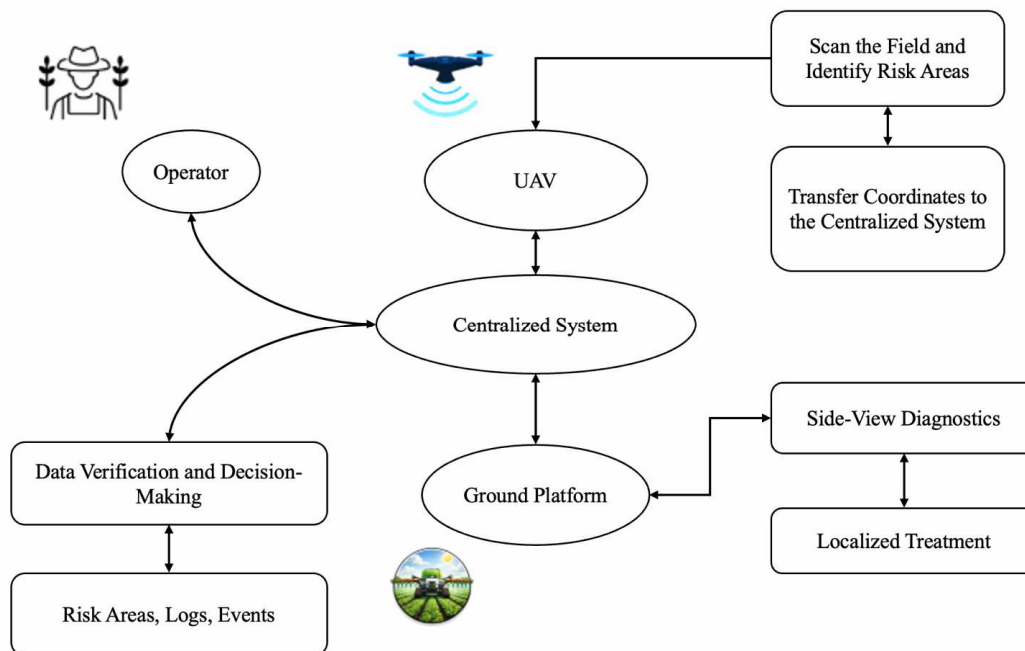 Scan the Field and
Identify Risk Areas
Operator
UAV
Transfer Coordinates to
the Centralized System
Centralized System
Side-View Diagnostics
Data Verification and Decision-
Making
Ground Platform
Localized Treatment
Risk Areas, Logs, Events